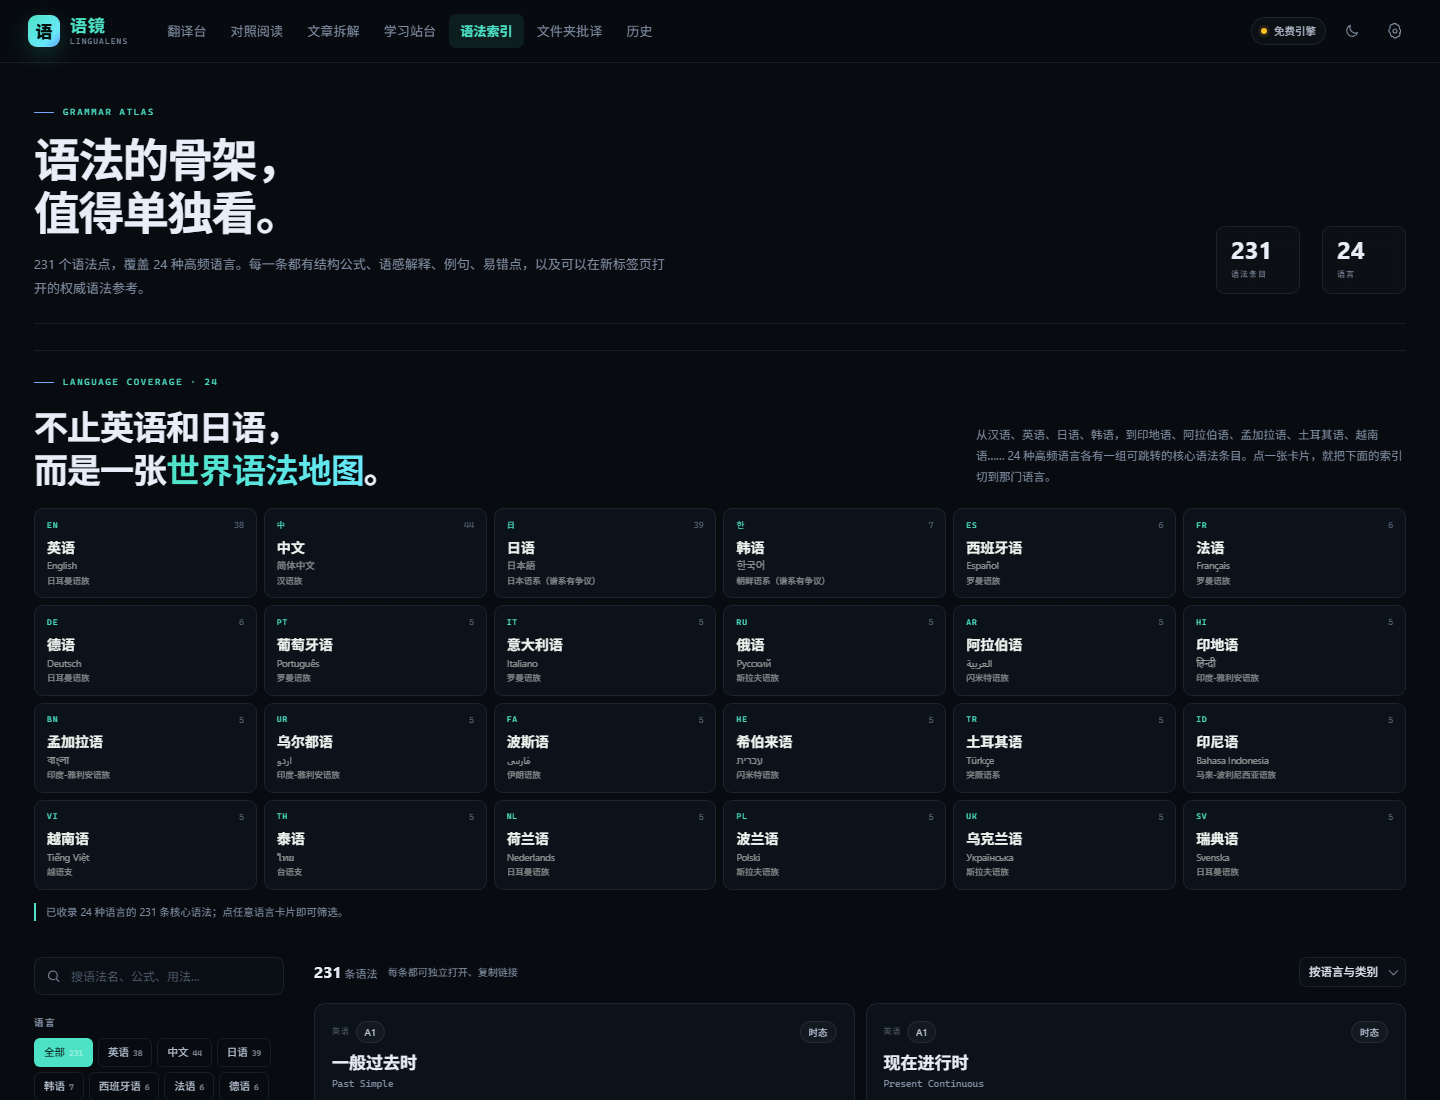 语 语镜
LINGUALENS
翻译台 对照阅读 文章拆解 学习站台 语法索引 文件夹批译 历史
免费引擎
GRAMMAR ATLAS
语法的骨架，
值得单独看。
231 个语法点，覆盖 24 种高频语言。每一条都有结构公式、语感解释、例句、易错点，以及可以在新标签页打
开的权威语法参考。
231
语法条目
24
语言
LANGUAGE COVERAGE · 24
不止英语和日语，
而是一张世界语法地图。
从汉语、英语、日语、韩语，到印地语、阿拉伯语、孟加拉语、土耳其语、越南
语…… 24 种高频语言各有一组可跳转的核心语法条目。点一张卡片，就把下面的索引
切到那门语言。
EN 38
英语
English
日耳曼语族
中 44
中文
简体中文
汉语族
日 39
日语
日本語
日本语系（谱系有争议）
한 7
韩语
한국어
朝鲜语系（谱系有争议）
ES 6
西班牙语
Español
罗曼语族
FR 6
法语
Français
罗曼语族
DE 6
德语
Deutsch
日耳曼语族
PT 5
葡萄牙语
Português
罗曼语族
IT 5
意大利语
Italiano
罗曼语族
RU 5
俄语
Русский
斯拉夫语族
AR 5
阿拉伯语
العربية
闪米特语族
HI 5
印地语
हिन्दी
印度-雅利安语族
BN 5
孟加拉语
বাংলা
印度-雅利安语族
UR 5
乌尔都语
اردو
印度-雅利安语族
FA 5
波斯语
فارسی
伊朗语族
HE 5
希伯来语
עברית
闪米特语族
TR 5
土耳其语
Türkçe
突厥语系
ID 5
印尼语
Bahasa Indonesia
马来-波利尼西亚语族
VI 5
越南语
Tiếng Việt
越语支
TH 5
泰语
ไทย
台语支
NL 5
荷兰语
Nederlands
日耳曼语族
PL 5
波兰语
Polski
斯拉夫语族
UK 5
乌克兰语
Українська
斯拉夫语族
SV 5
瑞典语
Svenska
日耳曼语族
已收录 24 种语言的 231 条核心语法；点任意语言卡片即可筛选。
搜语法名、公式、用法...
231 条语法 每条都可独立打开、复制链接
按语言与类别
语言
全部 231 英语 38 中文 44 日语 39
韩语 7 西班牙语 6 法语 6 德语 6
英语 A1 时态
一般过去时
Past Simple
英语 A1 时态
现在进行时
Present Continuous